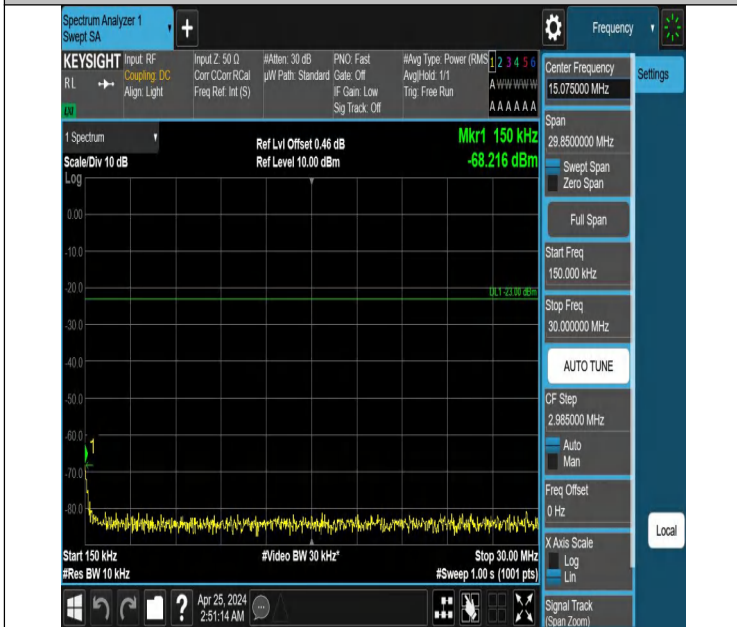 Spectrum Analyzer 1
Swept SA
+
Frequency
KEYSIGHT
RL
LXI
Input: RF
Coupling: DC
Align: Light
Input Z: 50 Ω
Corr CCorr RCal
Freq Ref: Int (S)
#Atten: 30 dB
µW Path: Standard
PNO: Fast
Gate: Off
IF Gain: Low
Sig Track: Off
#Avg Type: Power (RMS
Avg|Hold: 1/1
Trig: Free Run
1 2 3 4 5 6
A W W W W W
A A A A A A
1 Spectrum
Scale/Div 10 dB
Log
Ref Lvl Offset 0.46 dB
Ref Level 10.00 dBm
Mkr1 150 kHz
-68.216 dBm
0.00
-10.0
-20.0
DL1 -23.00 dBm
-30.0
-40.0
-50.0
-60.0
1
-70.0
-80.0
Start 150 kHz
#Res BW 10 kHz
#Video BW 30 kHz*
Stop 30.00 MHz
#Sweep 1.00 s (1001 pts)
?
Apr 25, 2024
2:51:14 AM
Center Frequency
15.075000 MHz
Settings
Span
29.8500000 MHz
Swept Span
Zero Span
Full Span
Start Freq
150.000 kHz
Stop Freq
30.000000 MHz
AUTO TUNE
CF Step
2.985000 MHz
Auto
Man
Freq Offset
0 Hz
X Axis Scale
Log
Lin
Local
Signal Track
(Span Zoom)